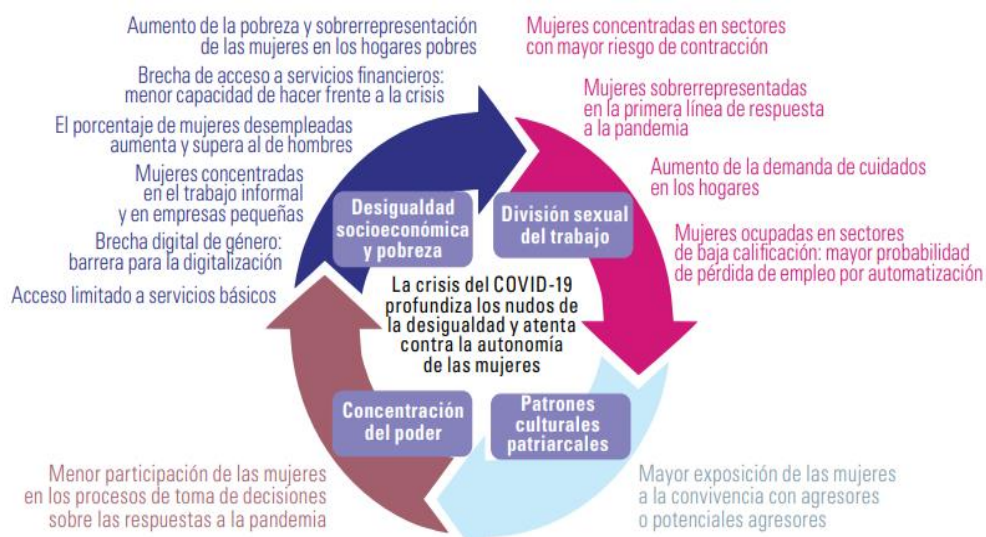 Aumento de la pobreza y sobrerrepresentación
de las mujeres en los hogares pobres
Brecha de acceso a servicios financieros:
menor capacidad de hacer frente a la crisis
El porcentaje de mujeres desempleadas
aumenta y supera al de hombres
Mujeres concentradas
en el trabajo informal
y en empresas pequeñas
Brecha digital de género:
barrera para la digitalización
Acceso limitado a servicios básicos
Desigualdad
socioeconómica
y pobreza
Mujeres concentradas en sectores
con mayor riesgo de contracción
Mujeres sobrerrepresentadas
en la primera línea de respuesta
a la pandemia
Aumento de la demanda de cuidados
en los hogares
Mujeres ocupadas en sectores
de baja calificación: mayor probabilidad
de pérdida de empleo por automatización
División sexual
del trabajo
La crisis del COVID-19
profundiza los nudos de
la desigualdad y atenta
contra la autonomía
de las mujeres
Concentración
del poder
Menor participación de las mujeres
en los procesos de toma de decisiones
sobre las respuestas a la pandemia
Patrones
culturales
patriarcales
Mayor exposición de las mujeres
a la convivencia con agresores
o potenciales agresores